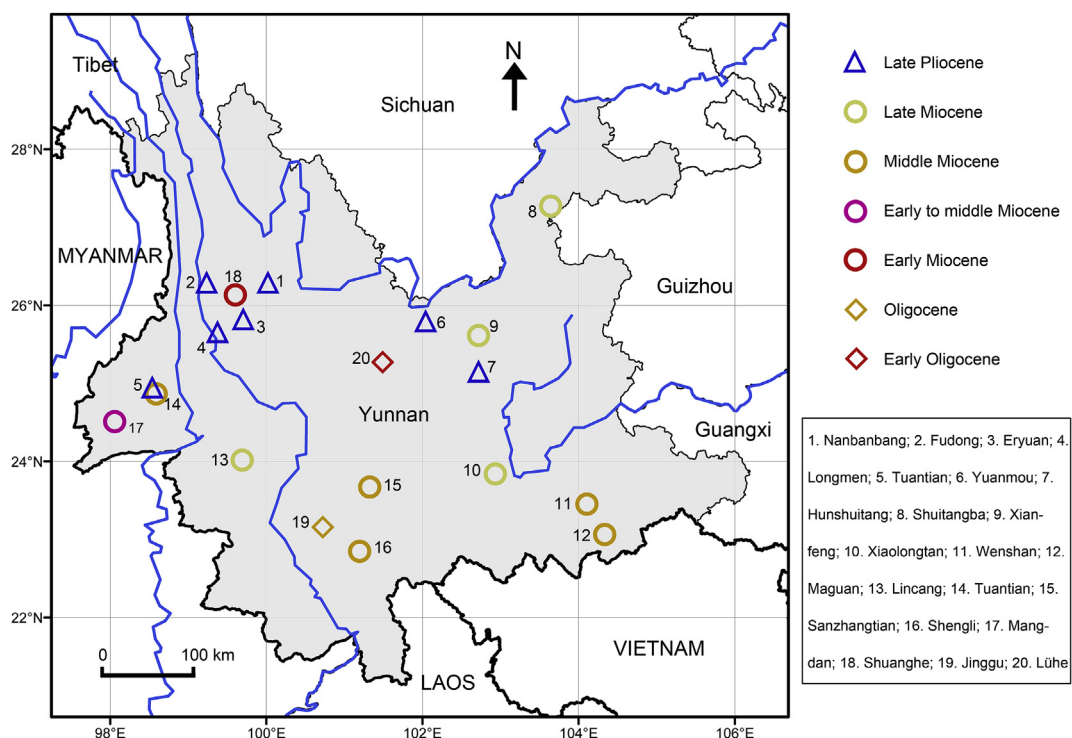 N
Tibet
Sichuan
28°N
8
MYANMAR
2
18
1
Guizhou
26°N
3
4
6
9
20
7
5
14
Yunnan
17
Guangxi
24°N
13
10
15
11
19
16
12
22°N
VIETNAM
0 100 km
LAOS
98°E 100°E 102°E 104°E 106°E
Late Pliocene
Late Miocene
Middle Miocene
Early to middle Miocene
Early Miocene
Oligocene
Early Oligocene
1. Nanbanbang; 2. Fudong; 3. Eryuan; 4.
Longmen; 5. Tuantian; 6. Yuanmou; 7.
Hunshuitang; 8. Shuitangba; 9. Xian-
feng; 10. Xiaolongtan; 11. Wenshan; 12.
Maguan; 13. Lincang; 14. Tuantian; 15.
Sanzhangtian; 16. Shengli; 17. Mang-
dan; 18. Shuanghe; 19. Jinggu; 20. Lühe